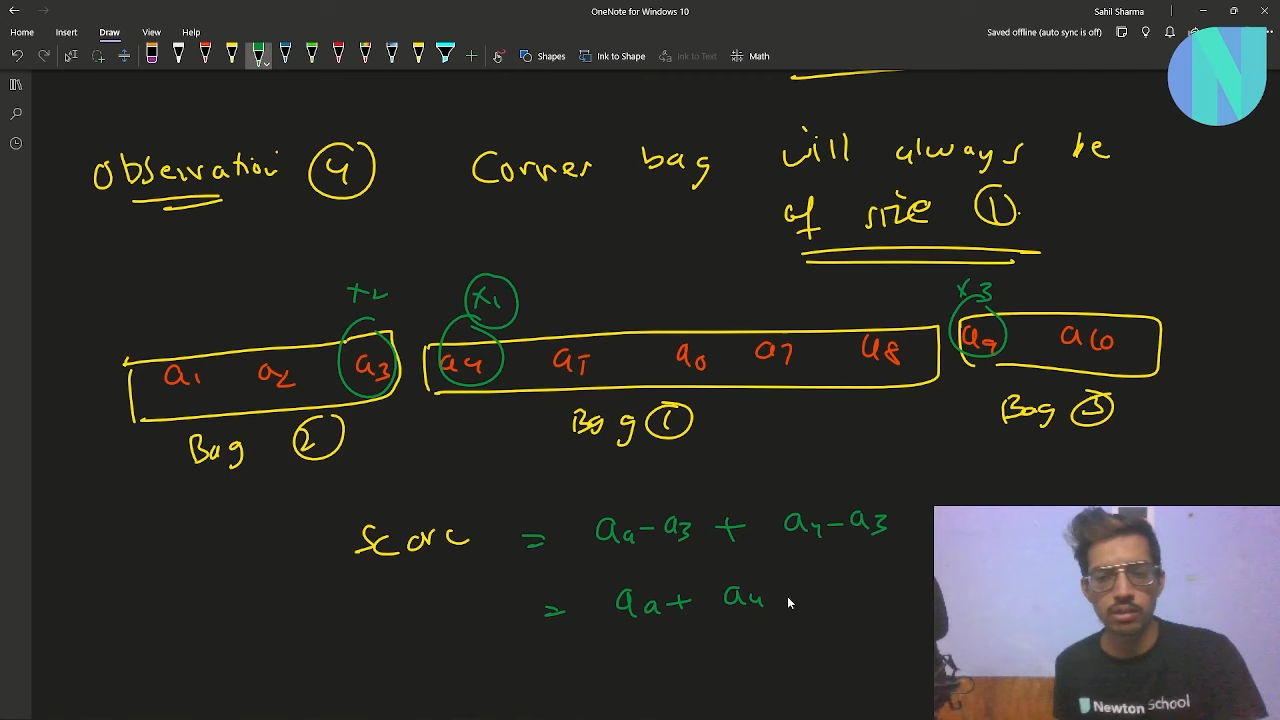 OneNote for Windows 10
Sahil Sharma
Home Insert Draw View Help
Saved offline (auto sync is off)
Shapes Ink to Shape Ink to Text Math
Observation 4 Corner bag will always be
of size 1.
x2 x1 x3
a1 a2 a3 a4 a5 a6 a7 a8 a9 a10
Bag 2 Bag 1 Bag 3
Score = a9-a3 + a4-a3
= a9+ a4
Newton School